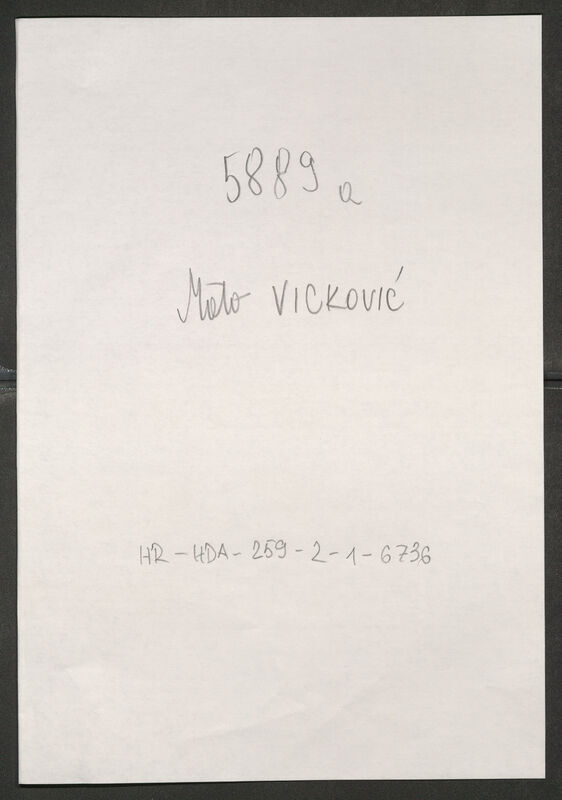 5889 a
Mato VICKOVIĆ
HR-HDA-259-2-1-6736